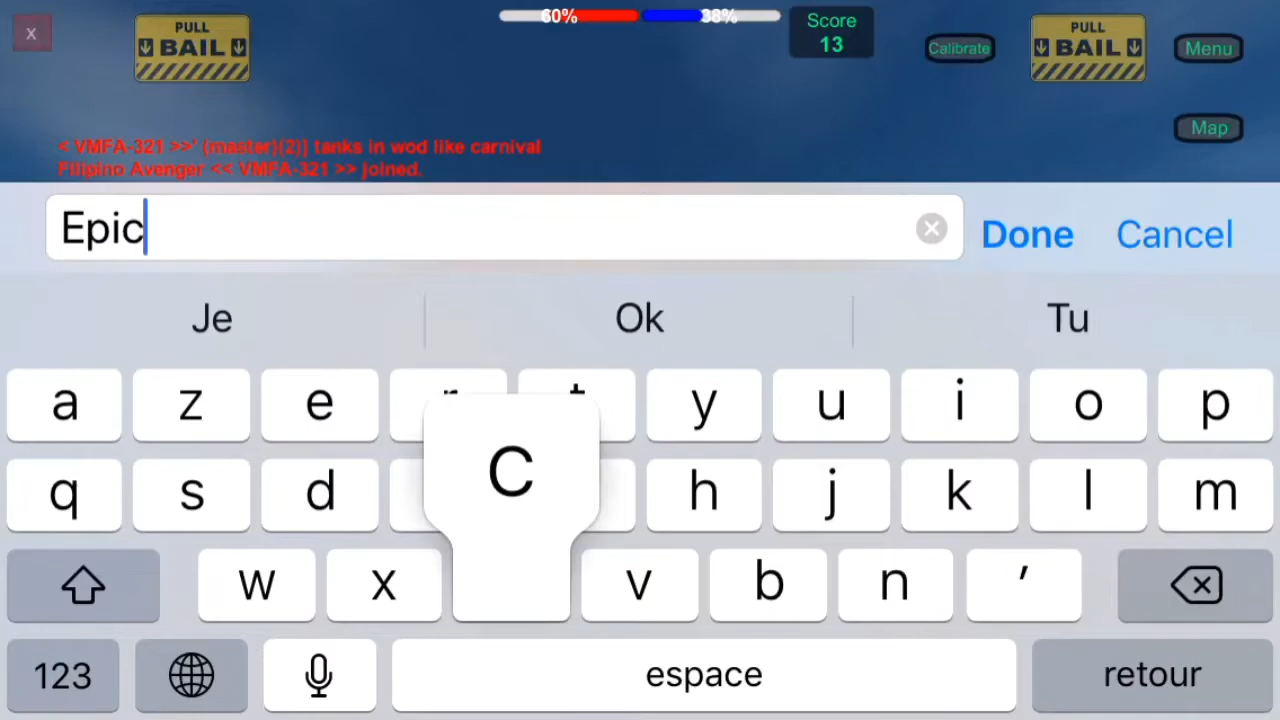 x
PULL
BAIL
60%
38%
Score
13
Calibrate
PULL
BAIL
Menu
Map
< VMFA-321 >>' (master)(2)] tanks in wod like carnival
Filipino Avenger << VMFA-321 >> joined.
Epic
Done
Cancel
Je
Ok
Tu
a z e r t y u i o p
q s d h j k l m
C
w x v b n ’
123
espace
retour